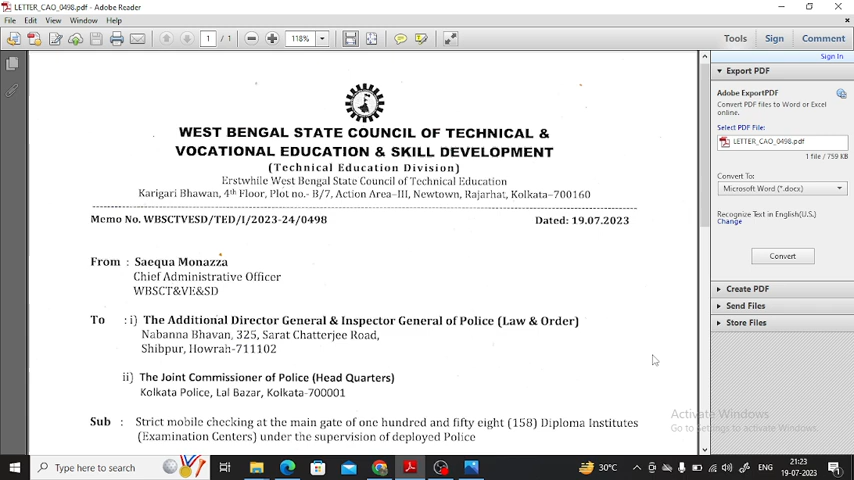 LETTER_CAO_0498.pdf - Adobe Reader
File Edit View Window Help
1 / 1 118% Tools Sign Comment
Sign In
Export PDF
Adobe ExportPDF
Convert PDF files to Word or Excel
online.
Select PDF File:
LETTER_CAO_0498.pdf
1 file / 759 KB
Convert To:
Microsoft Word (*.docx)
Recognize Text in English(U.S.)
Change
Convert
Create PDF
Send Files
Store Files
WEST BENGAL STATE COUNCIL OF TECHNICAL &
VOCATIONAL EDUCATION & SKILL DEVELOPMENT
(Technical Education Division)
Erstwhile West Bengal State Council of Technical Education
Karigari Bhawan, 4th Floor, Plot no.- B/7, Action Area–III, Newtown, Rajarhat, Kolkata–700160
Memo No. WBSCTVESD/TED/I/2023-24/0498 Dated: 19.07.2023
From : Saequa Monazza
Chief Administrative Officer
WBSCT&VE&SD
To : i) The Additional Director General & Inspector General of Police (Law & Order)
Nabanna Bhavan, 325, Sarat Chatterjee Road,
Shibpur, Howrah-711102
ii) The Joint Commissioner of Police (Head Quarters)
Kolkata Police, Lal Bazar, Kolkata-700001
Sub : Strict mobile checking at the main gate of one hundred and fifty eight (158) Diploma Institutes
(Examination Centers) under the supervision of deployed Police
Activate Windows
Go to Settings to activate Windows.
Type here to search
30°C
ENG
21:23
19-07-2023